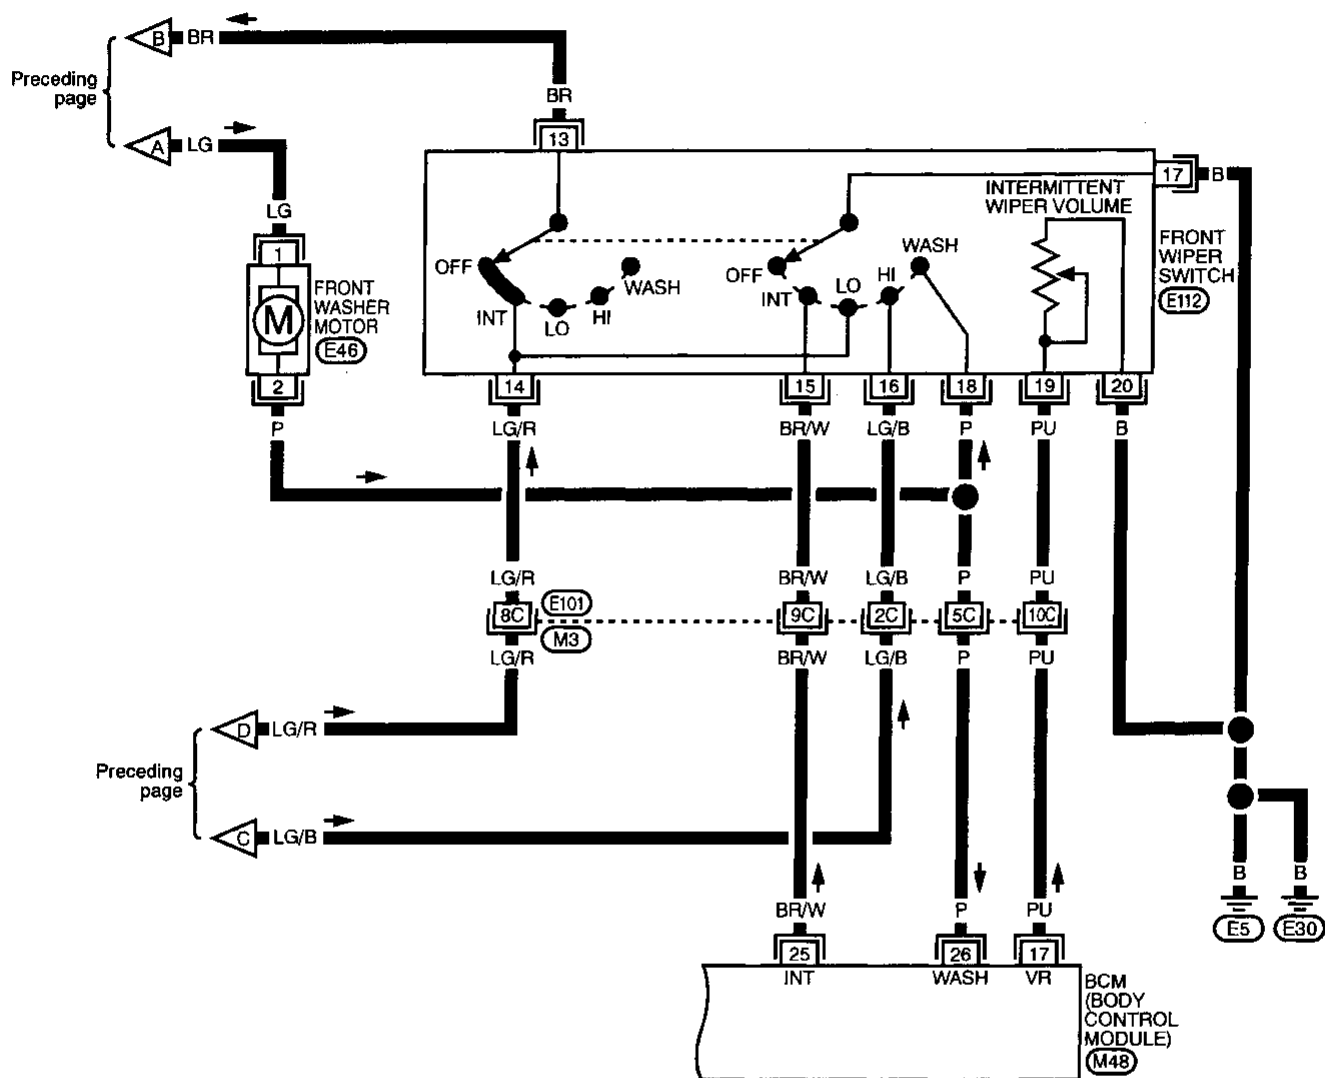 B BR
Preceding
page
BR
A LG
13
17 B
INTERMITTENT
WIPER VOLUME
LG
1
FRONT
WIPER
SWITCH
E112
WASH
OFF
OFF
HI
LO
INT
WASH
INT
LO
HI
FRONT
WASHER
MOTOR
E46
M
2
14 15 16 18 19 20
P LG/R BR/W LG/B P PU B
LG/R BR/W LG/B P PU
8C E101 9C 2C 5C 10C
M3
LG/R BR/W LG/B P PU
D LG/R
Preceding
page
C LG/B
B B
BR/W P PU
E5 E30
25 26 17
INT WASH VR
BCM
(BODY
CONTROL
MODULE)
M48